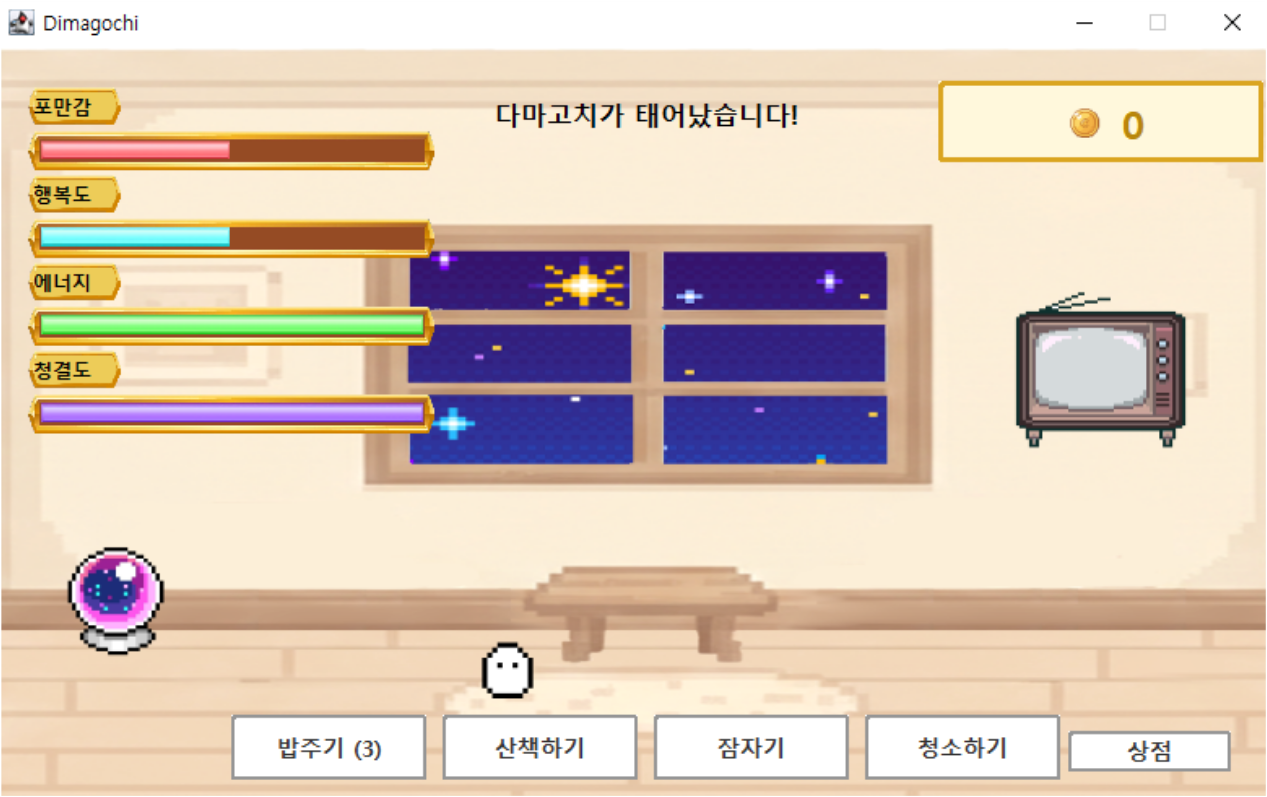 Dimagochi
포만감
다마고치가 태어났습니다!
0
행복도
에너지
청결도
밥주기 (3)
산책하기
잠자기
청소하기
상점